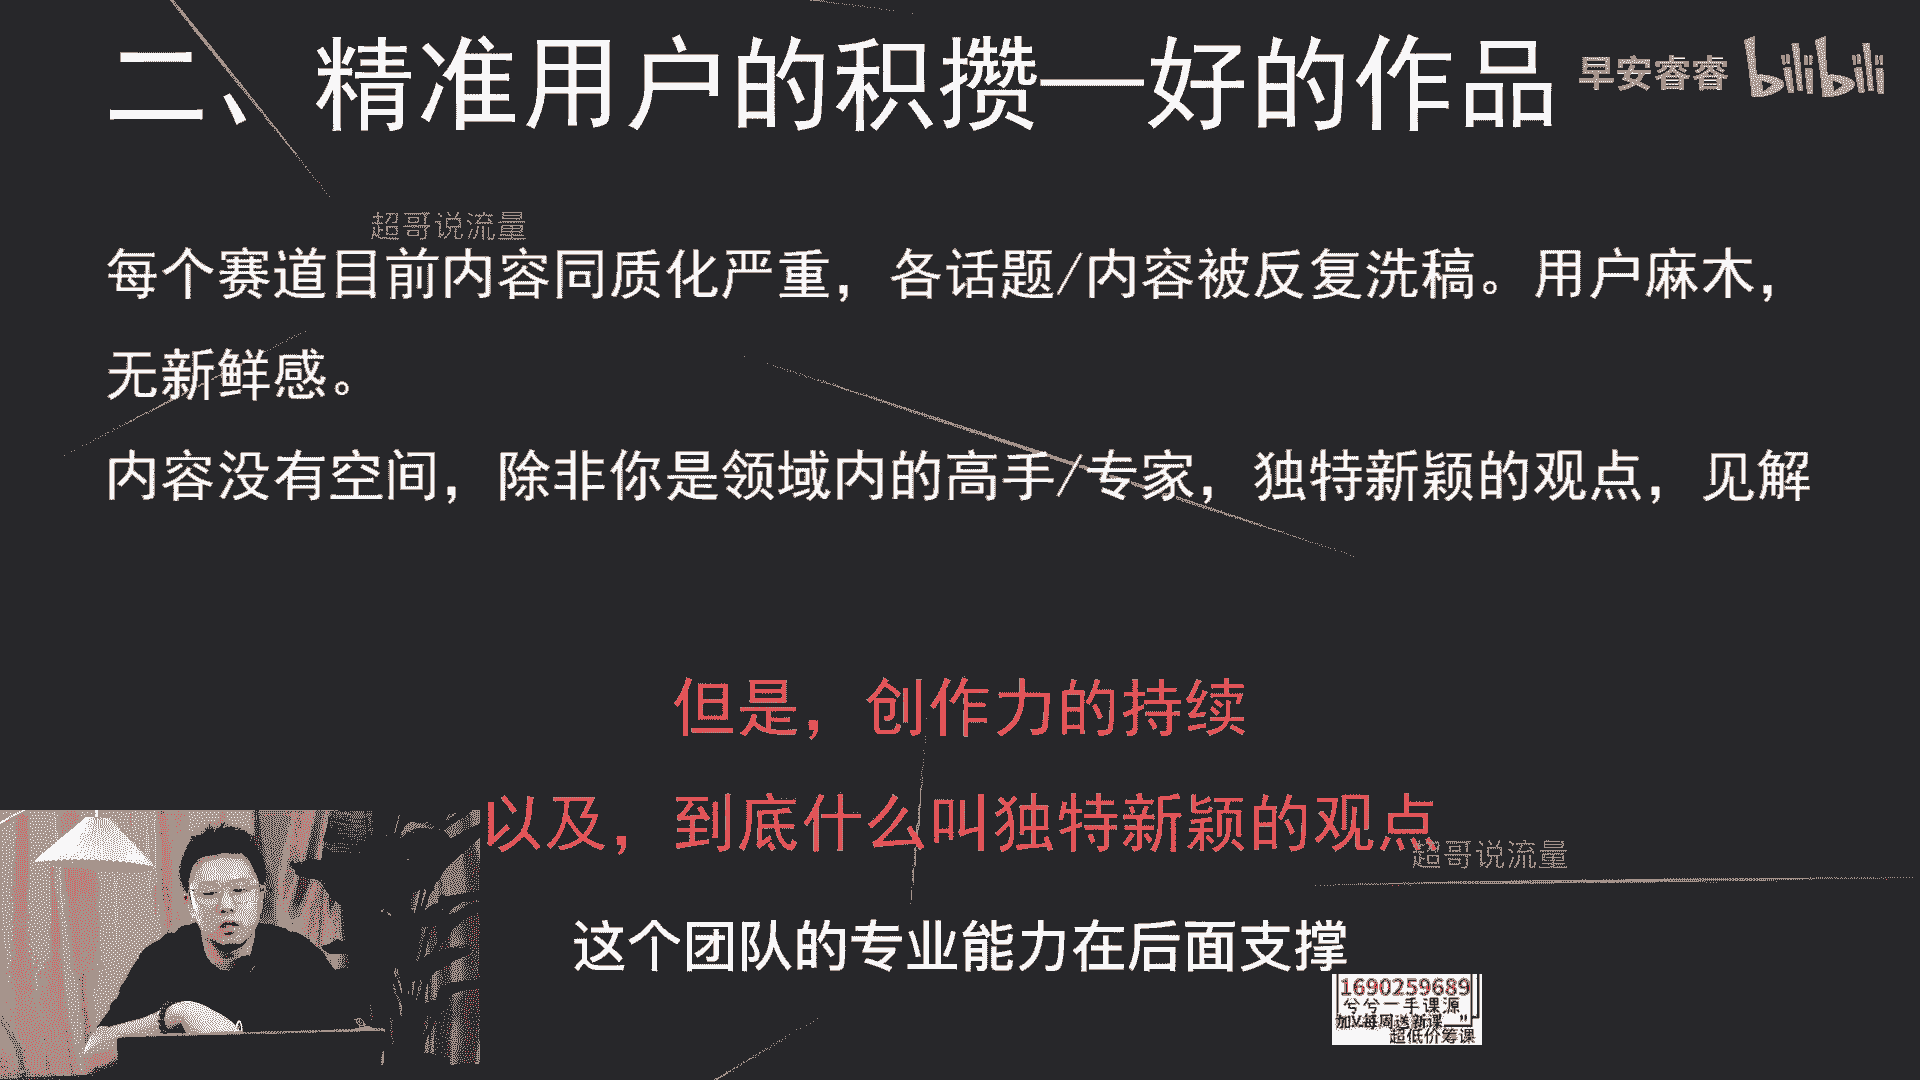 二、精准用户的积攒—好的作品
早安睿睿 bilibili
超哥说流量
每个赛道目前内容同质化严重，各话题/内容被反复洗稿。用户麻木，
无新鲜感。
内容没有空间，除非你是领域内的高手/专家，独特新颖的观点，见解
但是，创作力的持续
以及，到底什么叫独特新颖的观点
超哥说流量
这个团队的专业能力在后面支撑
1690259689
兮兮一手课源
加V每周送新课
超低价筹课